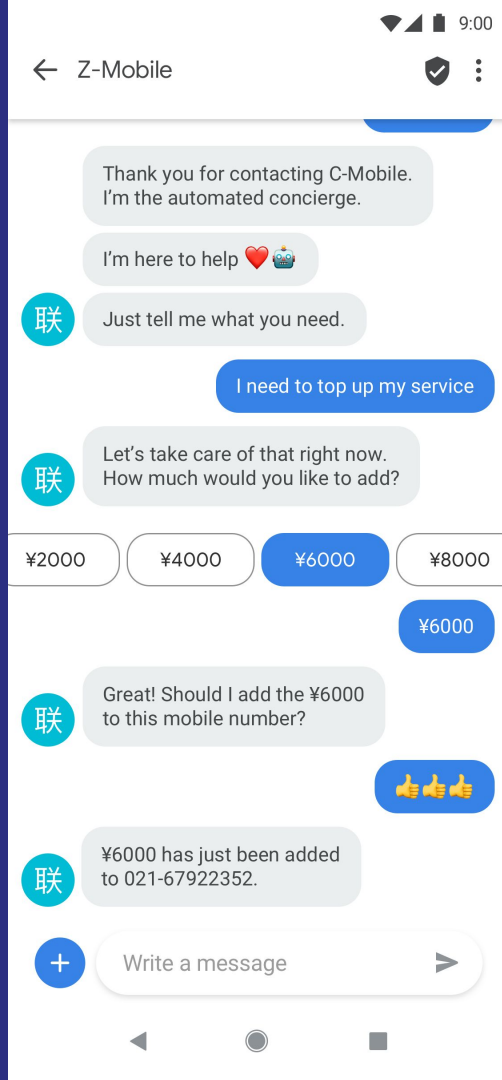 9:00
Z-Mobile
Thank you for contacting C-Mobile.
I’m the automated concierge.
I’m here to help ❤️🤖
联 Just tell me what you need.
I need to top up my service
Let’s take care of that right now.
联 How much would you like to add?
¥2000 ¥4000 ¥6000 ¥8000
¥6000
Great! Should I add the ¥6000
联 to this mobile number?
👍👍👍
¥6000 has just been added
联 to 021-67922352.
+ Write a message